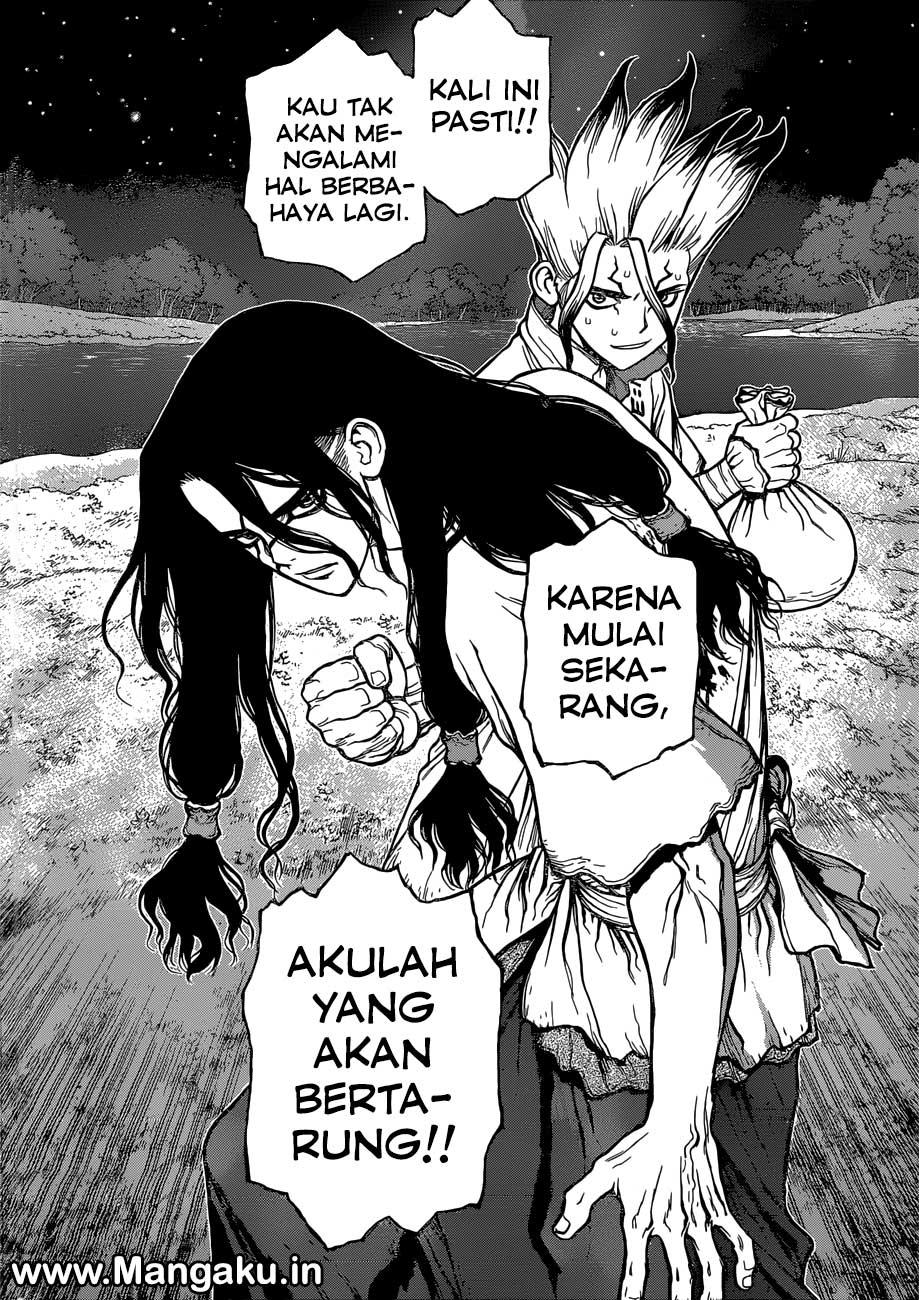 KALI INI
PASTI!!
KAU TAK
AKAN ME-
NGALAMI
HAL BERBA-
HAYA LAGI.
KARENA
MULAI
SEKA-
RANG,
AKULAH
YANG
AKAN
BERTA-
RUNG!!
www.Mangaku.in